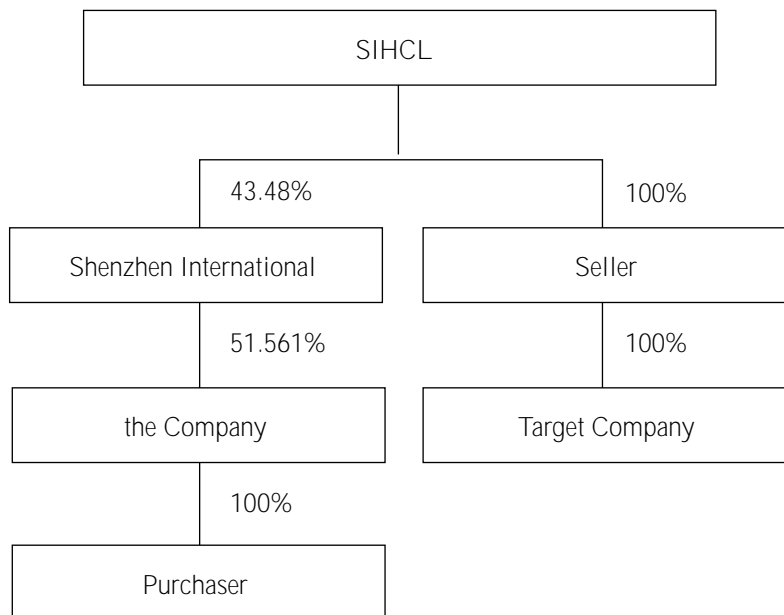 SIHCL
43.48%
100%
Shenzhen International
Seller
51.561%
100%
the Company
Target Company
100%
Purchaser